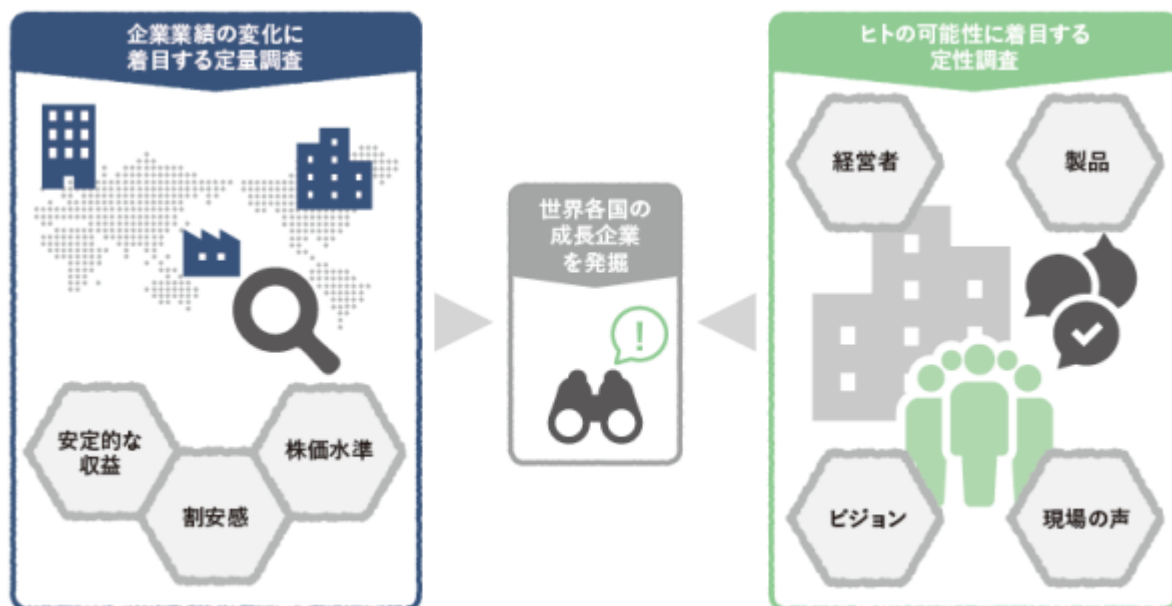 企業業績の変化に
着目する定量調査
安定的な
収益
割安感
株価水準
世界各国の
成長企業
を発掘
!
ヒトの可能性に着目する
定性調査
経営者
製品
ビジョン
現場の声